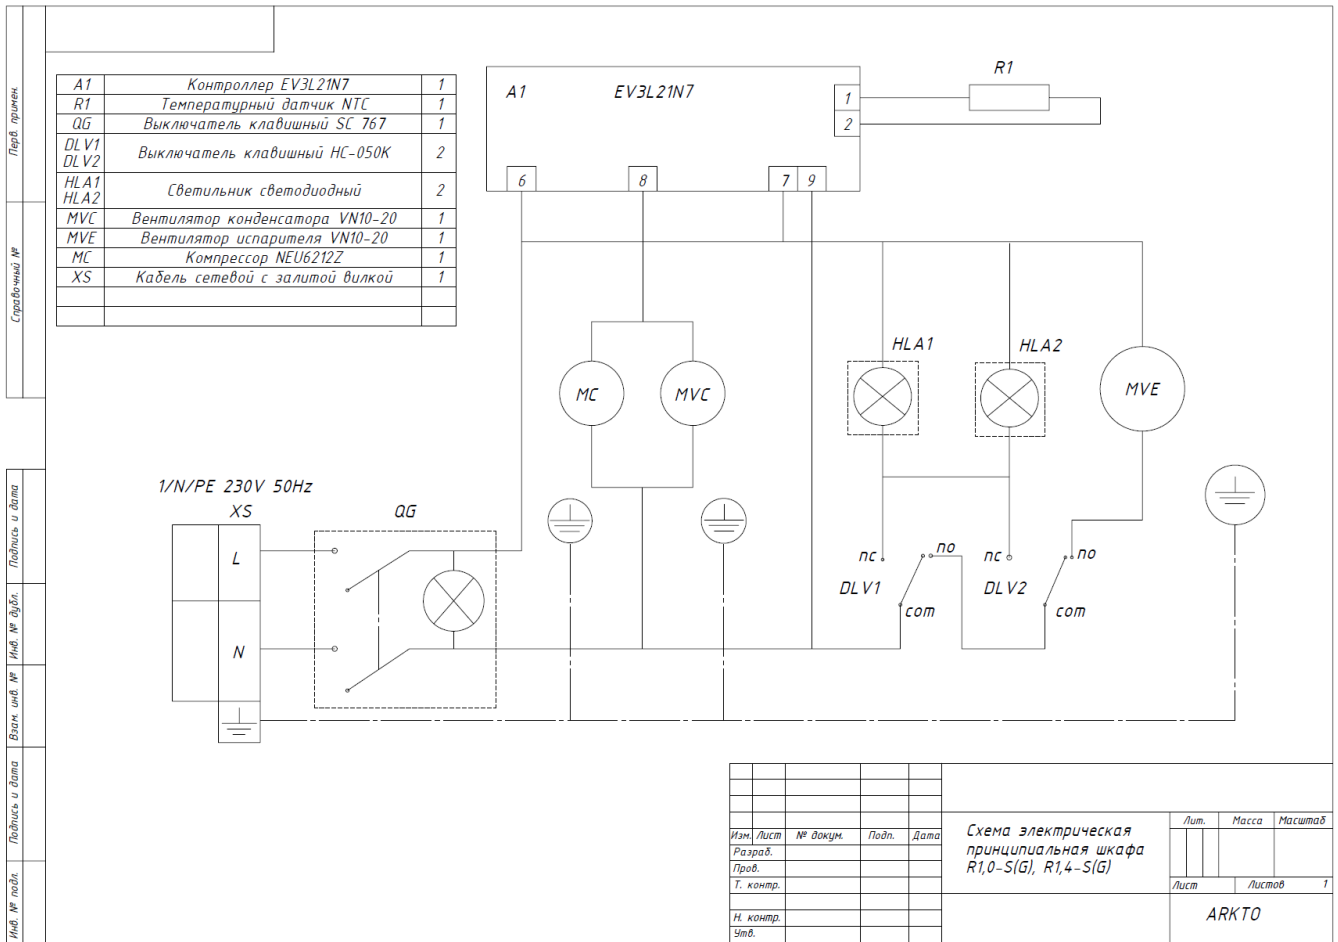 Перв. примен.
Справочный №
Подпись и дата
Инв. № дубл.
Взам. инв. №
Подпись и дата
Инв. № подл.
A1 Контроллер EV3L21N7 1
R1 Температурный датчик NTC 1
QG Выключатель клавишный SC 767 1
DLV1
DLV2 Выключатель клавишный HC-050K 2
HLA1
HLA2 Светильник светодиодный 2
MVC Вентилятор конденсатора VN10-20 1
MVE Вентилятор испарителя VN10-20 1
MC Компрессор NEU6212Z 1
XS Кабель сетевой с залитой вилкой 1
A1 EV3L21N7
1
2
R1
6 8 7 9
HLA1 HLA2
MC MVC MVE
1/N/PE 230V 50Hz
XS QG
L
N
nc no nc no
DLV1 DLV2
com com
Изм. Лист № докум. Подп. Дата
Разраб.
Пров.
Т. контр.
Н. контр.
Утв.
Схема электрическая
принципиальная шкафа
R1,0-S(G), R1,4-S(G)
Лит. Масса Масштаб
Лист Листов 1
ARKTO